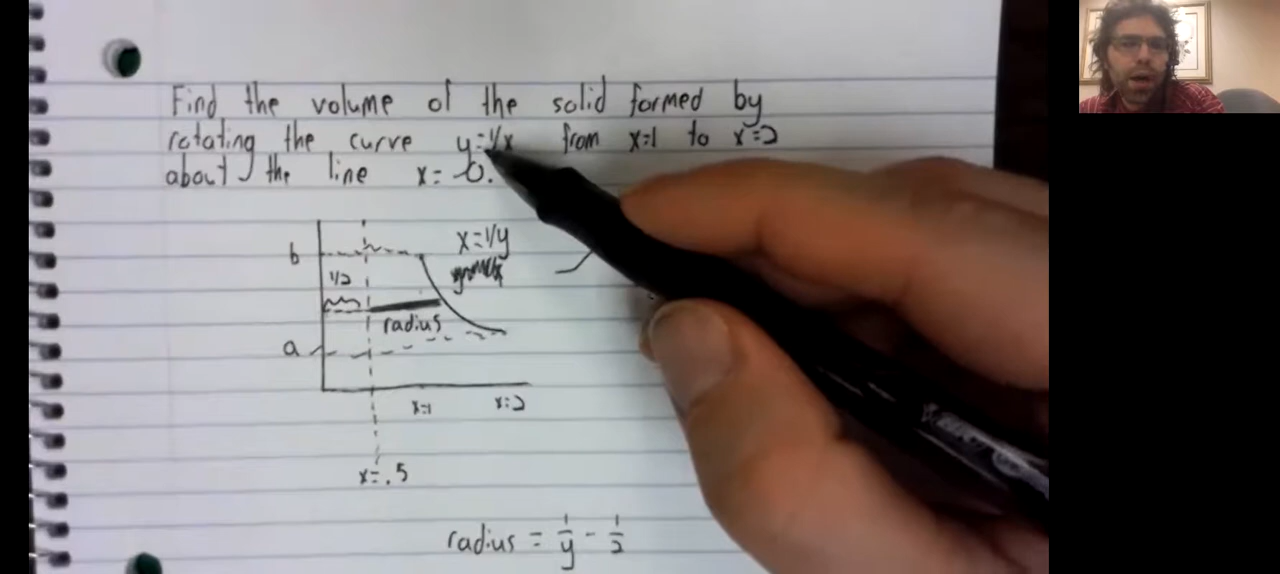 Find the volume of the solid formed by
rotating the curve y=1/x from x=1 to x=2
about the line x= 0.
b
x=1/y
1/2
radius
a
x=1
x=2
x=.5
radius = 1/y - 1/2